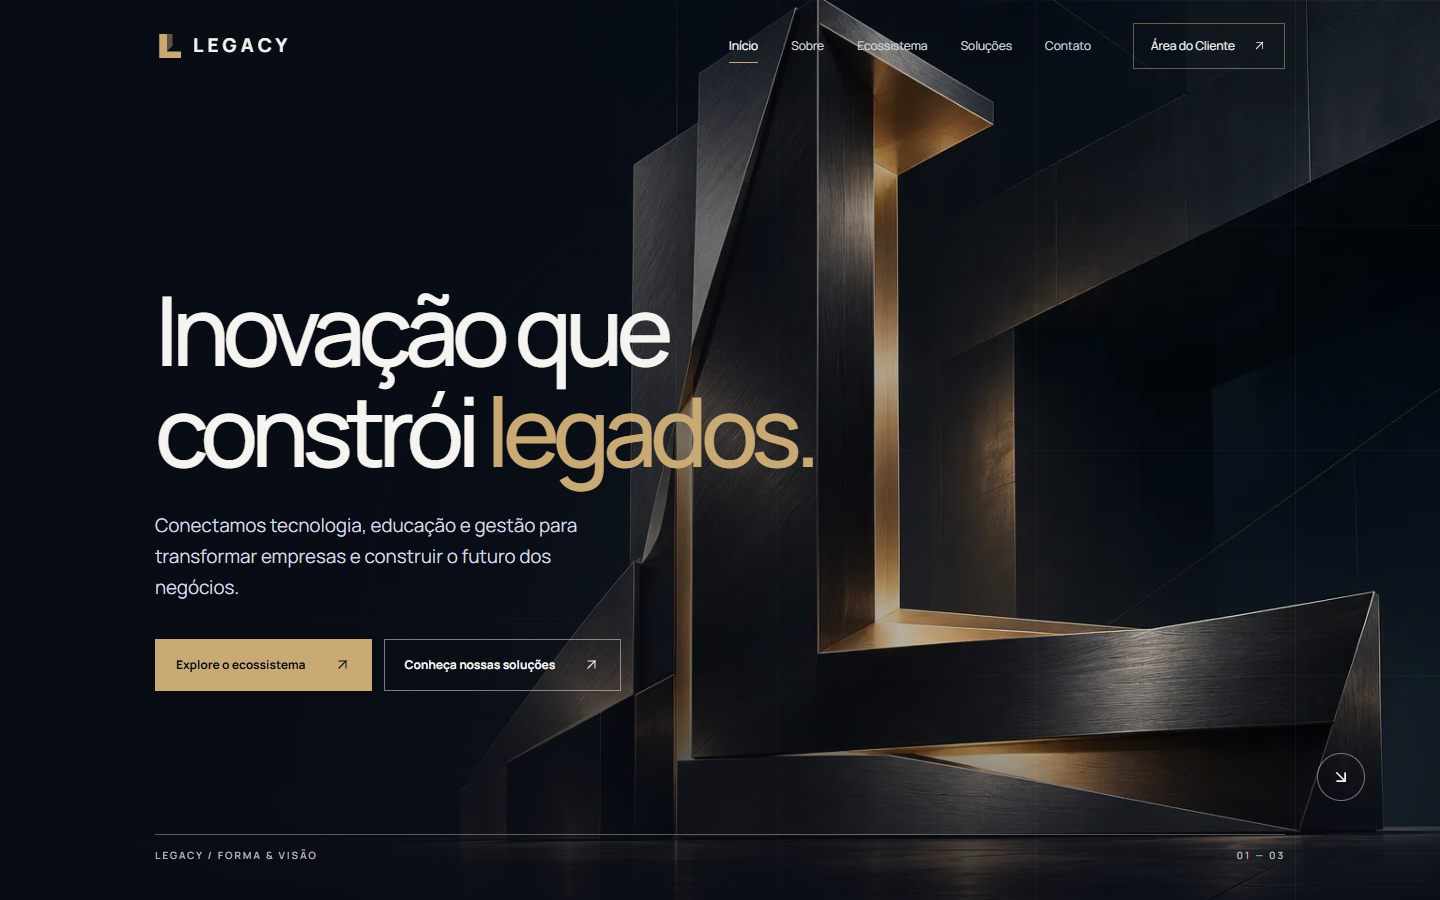 LEGACY
Início
Sobre
Ecossistema
Soluções
Contato
Área do Cliente
Inovação que
constrói legados.
Conectamos tecnologia, educação e gestão para
transformar empresas e construir o futuro dos
negócios.
Explore o ecossistema
Conheça nossas soluções
LEGACY / FORMA & VISÃO
01 — 03